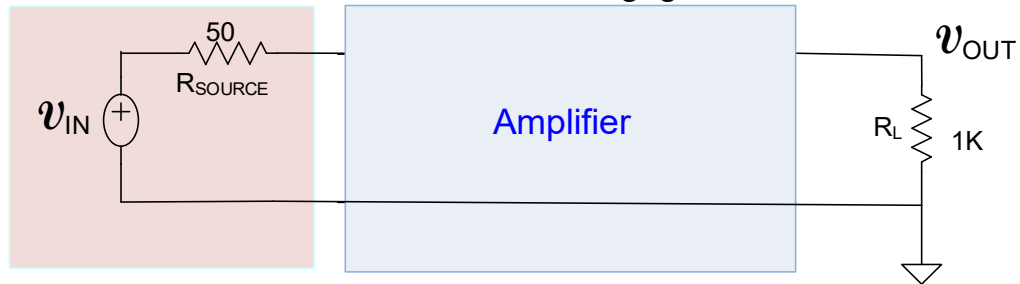 50
R_SOURCE
v_IN
+
Amplifier
v_OUT
R_L
1K